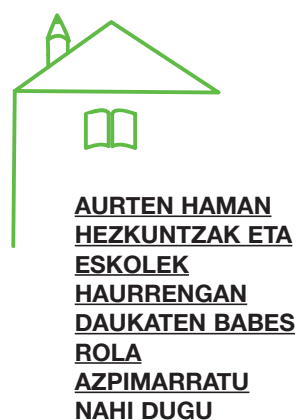 AURTEN HAMAN
HEZKUNTZAK ETA
ESKOLEK
HAURRENGAN
DAUKATEN BABES
ROLA
AZPIMARRATU
NAHI DUGU